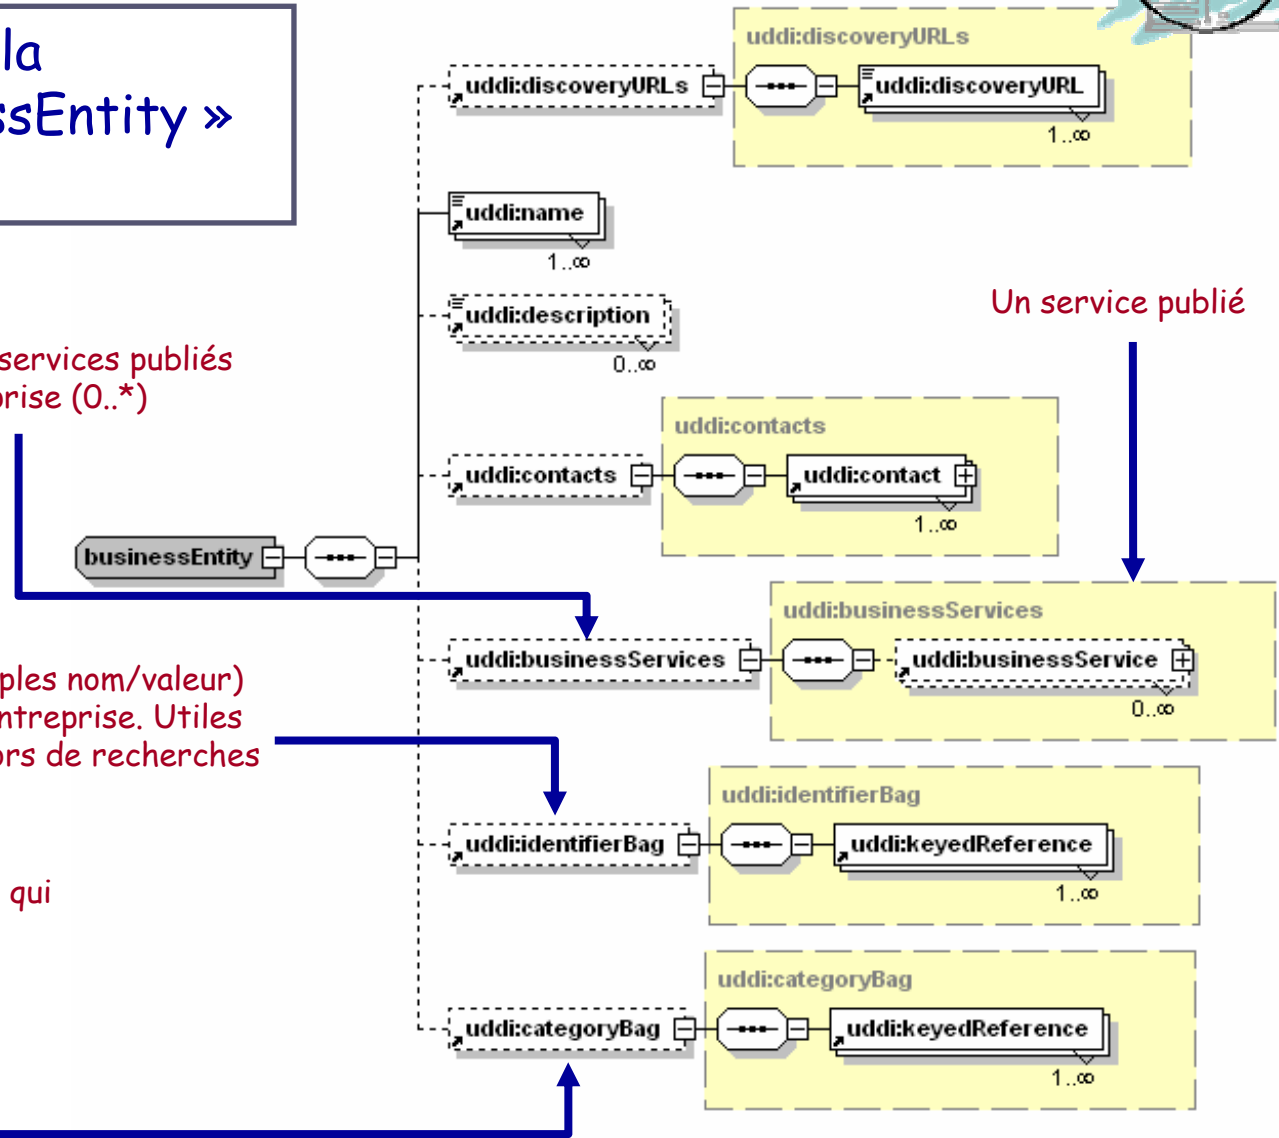 la
ssEntity »
services publiés
prise (0..*)
ples nom/valeur)
entreprise. Utiles
ors de recherches
qui
Un service publié
businessEntity
uddi:discoveryURLs
uddi:discoveryURLs
uddi:discoveryURL
1..∞
uddi:name
1..∞
uddi:description
0..∞
uddi:contacts
uddi:contacts
uddi:contact
1..∞
uddi:businessServices
uddi:businessServices
uddi:businessService
0..∞
uddi:identifierBag
uddi:identifierBag
uddi:keyedReference
1..∞
uddi:categoryBag
uddi:categoryBag
uddi:keyedReference
1..∞